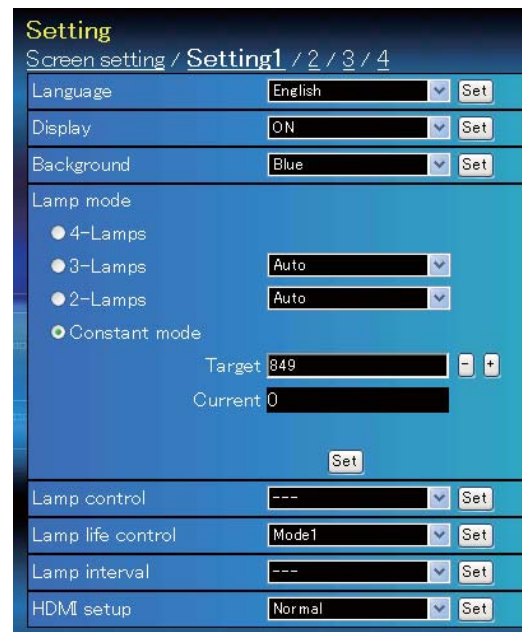 Setting
Screen setting / Setting1 / 2 / 3 / 4
Language English Set
Display ON Set
Background Blue Set
Lamp mode
4-Lamps
3-Lamps Auto
2-Lamps Auto
Constant mode
Target 849 - +
Current 0
Set
Lamp control --- Set
Lamp life control Mode1 Set
Lamp interval --- Set
HDMI setup Normal Set